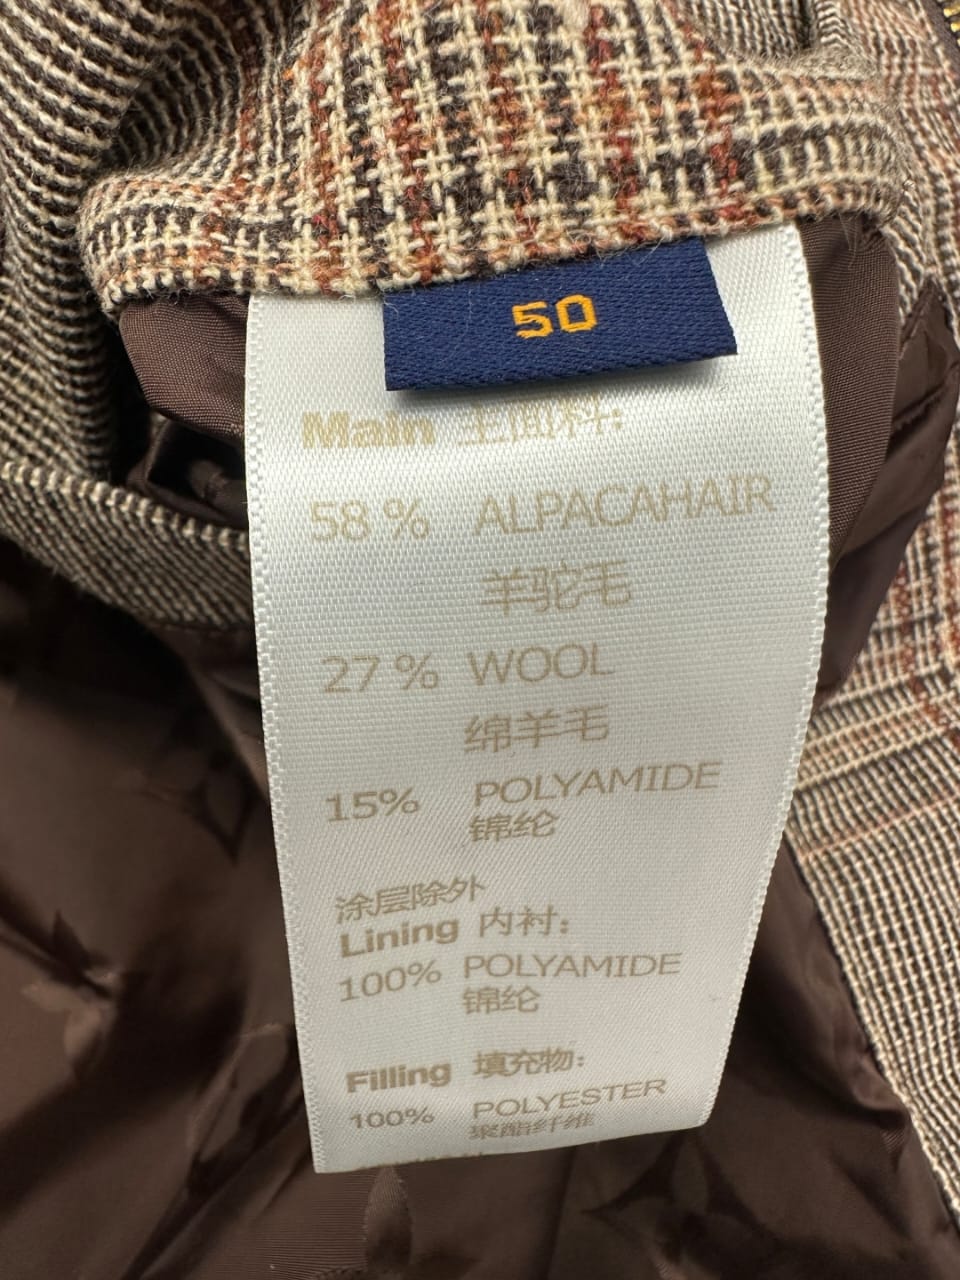 50
Main 主面料:
58 % ALPACAHAIR
羊驼毛
27 % WOOL
绵羊毛
15% POLYAMIDE
锦纶
涂层除外
Lining 内衬:
100% POLYAMIDE
锦纶
Filling 填充物:
100% POLYESTER
聚酯纤维